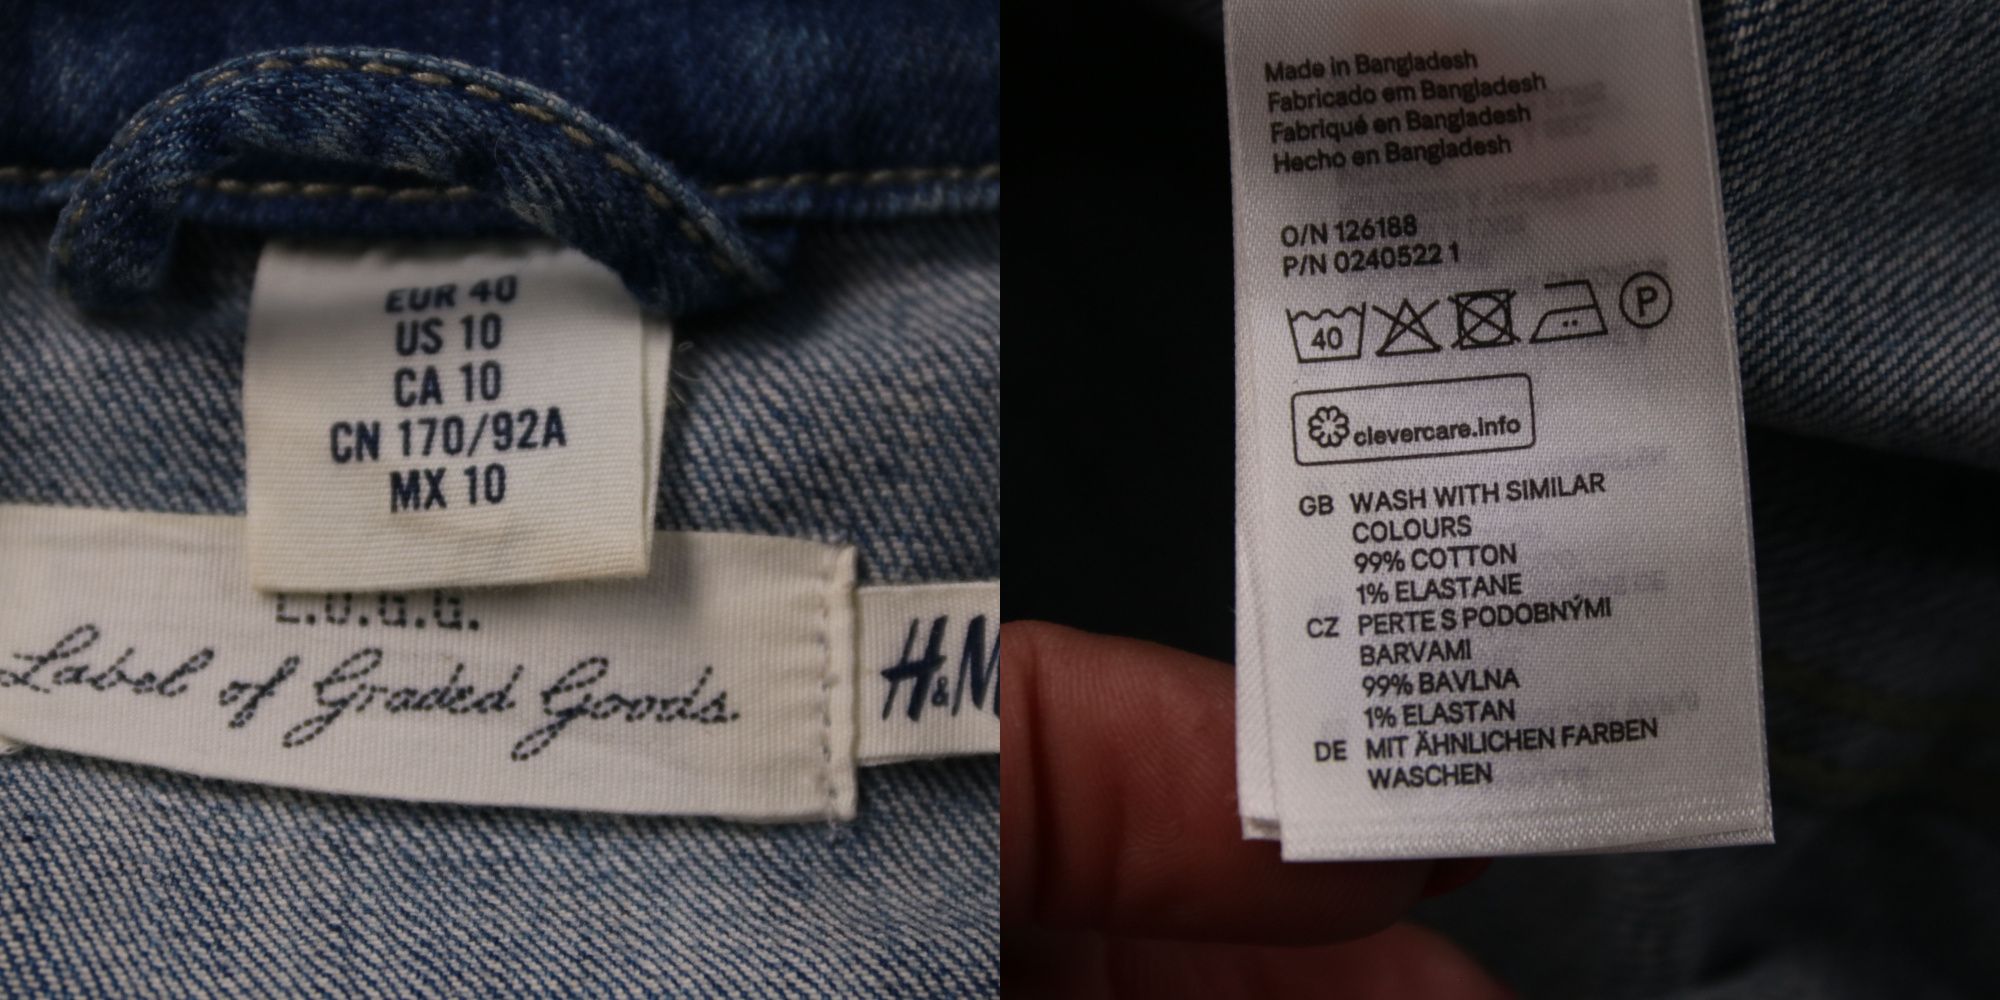 EUR 40
US 10
CA 10
CN 170/92A
MX 10
L.O.G.G.
Label of Graded Goods.
H&M
Made in Bangladesh
Fabricado em Bangladesh
Fabriqué en Bangladesh
Hecho en Bangladesh
O/N 126188
P/N 0240522 1
40
P
clevercare.info
GB WASH WITH SIMILAR
COLOURS
99% COTTON
1% ELASTANE
CZ PERTE S PODOBNÝMI
BARVAMI
99% BAVLNA
1% ELASTAN
DE MIT ÄHNLICHEN FARBEN
WASCHEN